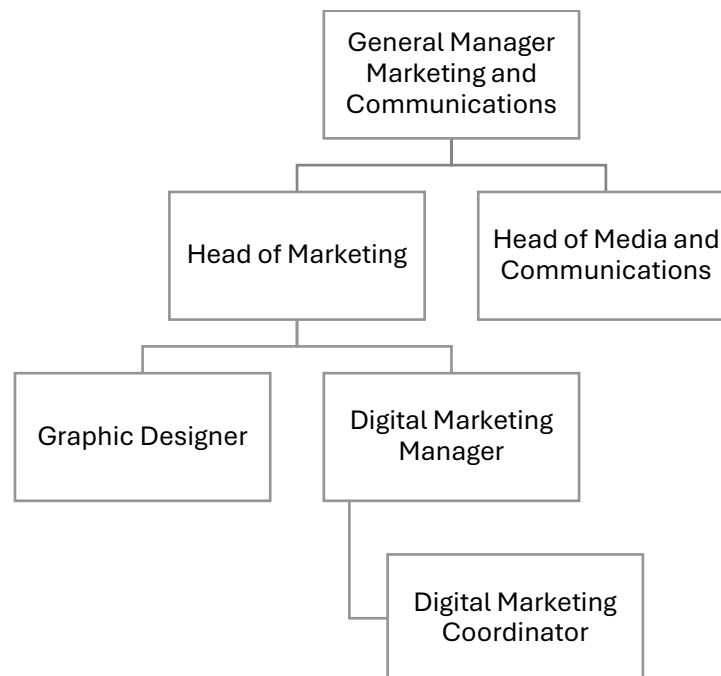 General Manager
Marketing and
Communications
Head of Marketing
Head of Media and
Communications
Graphic Designer
Digital Marketing
Manager
Digital Marketing
Coordinator